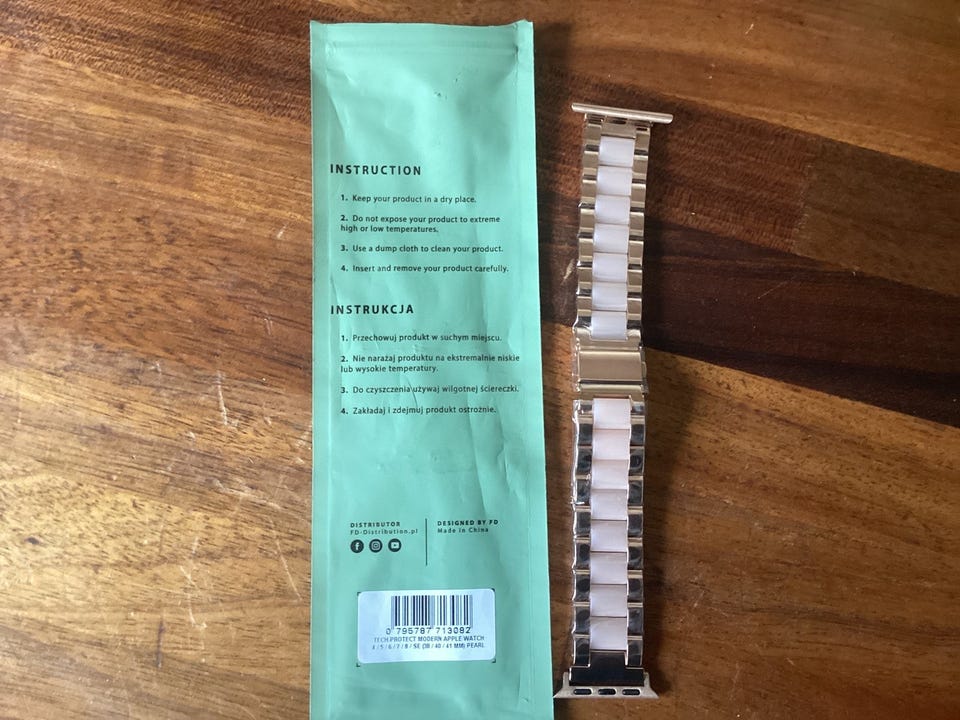 INSTRUCTION
1. Keep your product in a dry place.
2. Do not expose your product to extreme
high or low temperatures.
3. Use a dump cloth to clean your product.
4. Insert and remove your product carefully.
INSTRUKCJA
1. Przechowuj produkt w suchym miejscu.
2. Nie narażaj produktu na ekstremalnie niskie
lub wysokie temperatury.
3. Do czyszczenia używaj wilgotnej ściereczki.
4. Zakładaj i zdejmuj produkt ostrożnie.
DISTRIBUTOR
FD-Distribution.pl
DESIGNED BY FD
Made in China
0 795787 713082
TECH-PROTECT MODERN APPLE WATCH
4 / 5 / 6 / 7 / 8 / SE (38 / 40 / 41 MM) PEARL